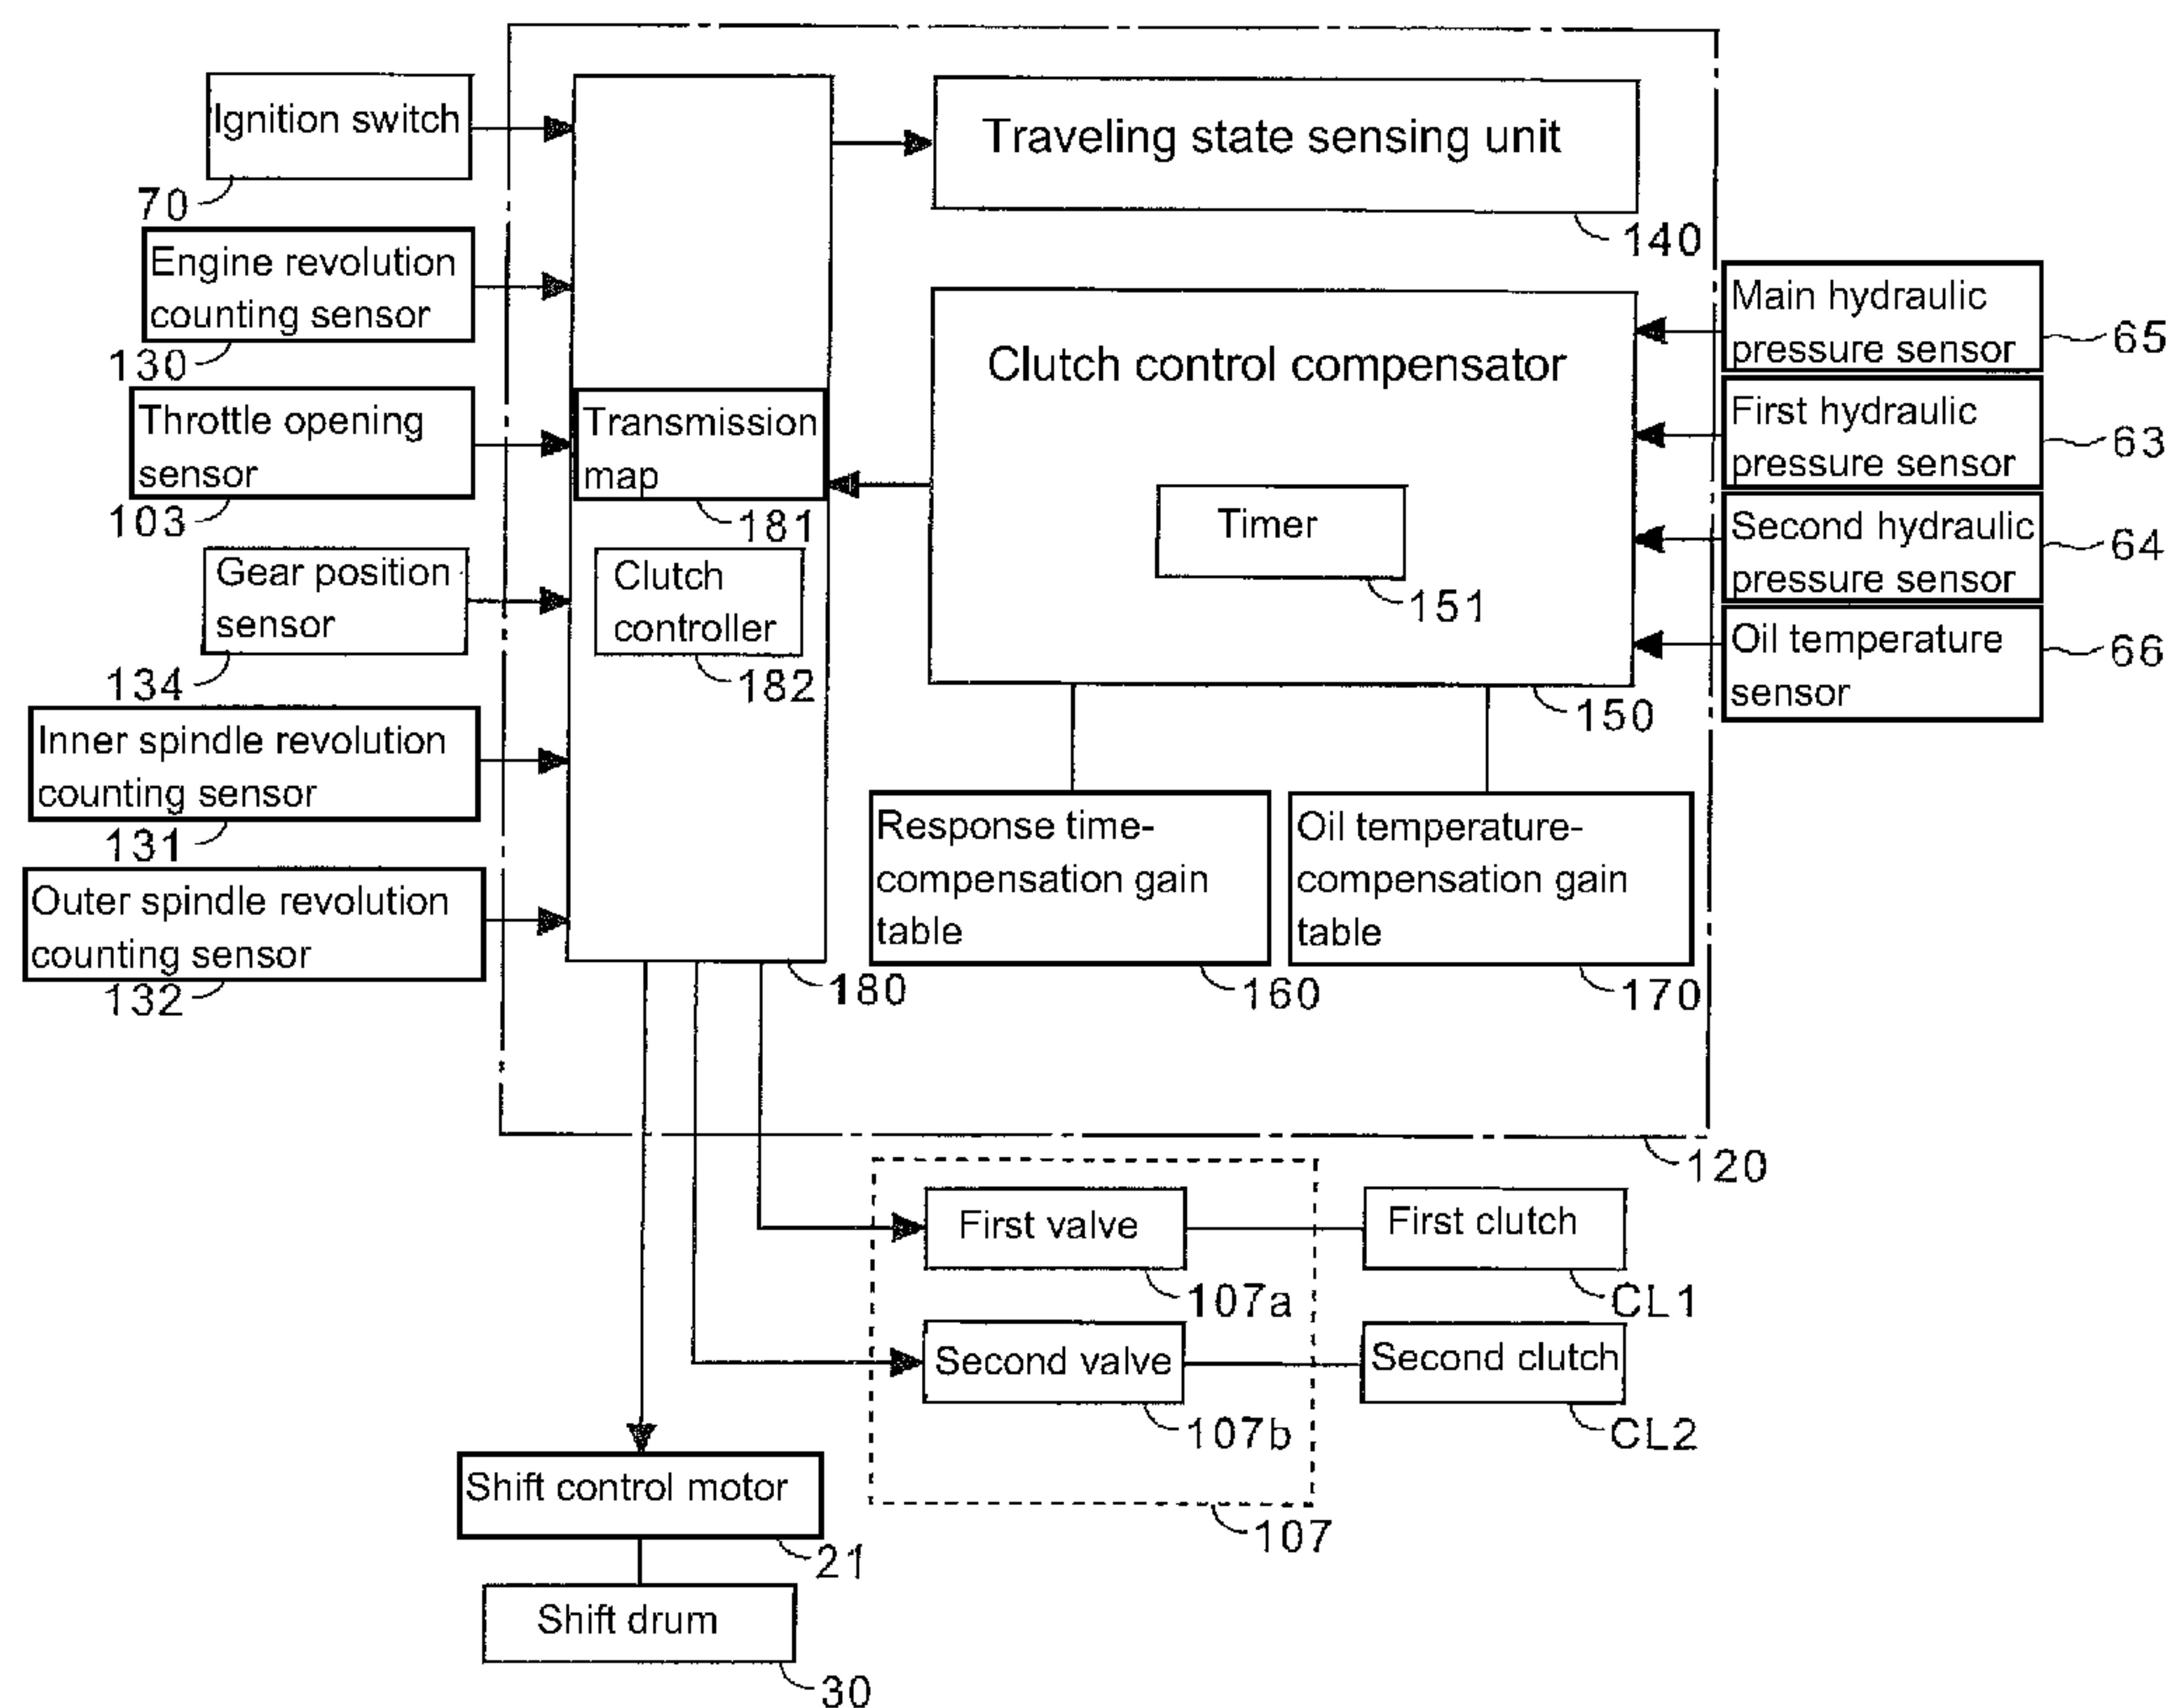 Ignition switch
70
Engine revolution
counting sensor
130
Throttle opening
sensor
103
Gear position
sensor
134
Inner spindle revolution
counting sensor
131
Outer spindle revolution
counting sensor
132
Transmission
map
181
Clutch
controller
182
180
Traveling state sensing unit
140
Clutch control compensator
Timer
151
150
Response time-
compensation gain
table
160
Oil temperature-
compensation gain
table
170
Main hydraulic
pressure sensor
65
First hydraulic
pressure sensor
63
Second hydraulic
pressure sensor
64
Oil temperature
sensor
66
120
First valve
107a
First clutch
CL1
Second valve
107b
Second clutch
CL2
107
Shift control motor
21
Shift drum
30